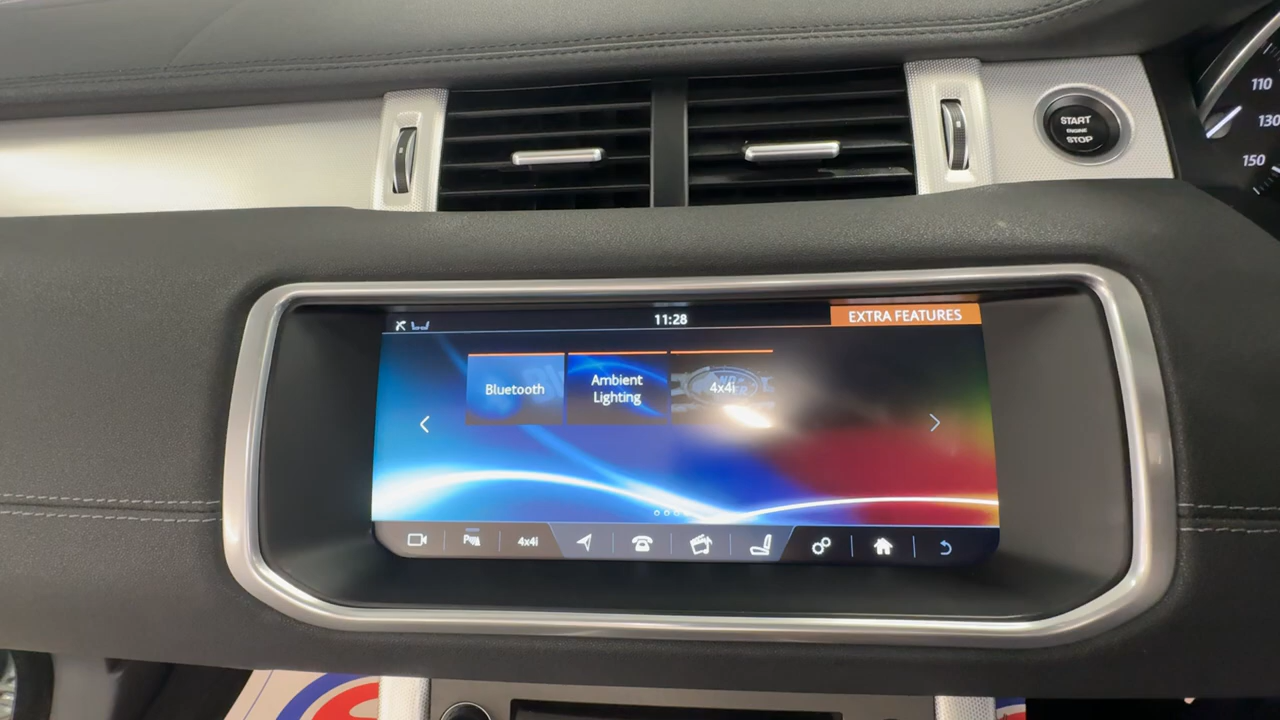 START
ENGINE
STOP
110
130
150
11:28
EXTRA FEATURES
Bluetooth
Ambient
Lighting
4x4i
4x4i